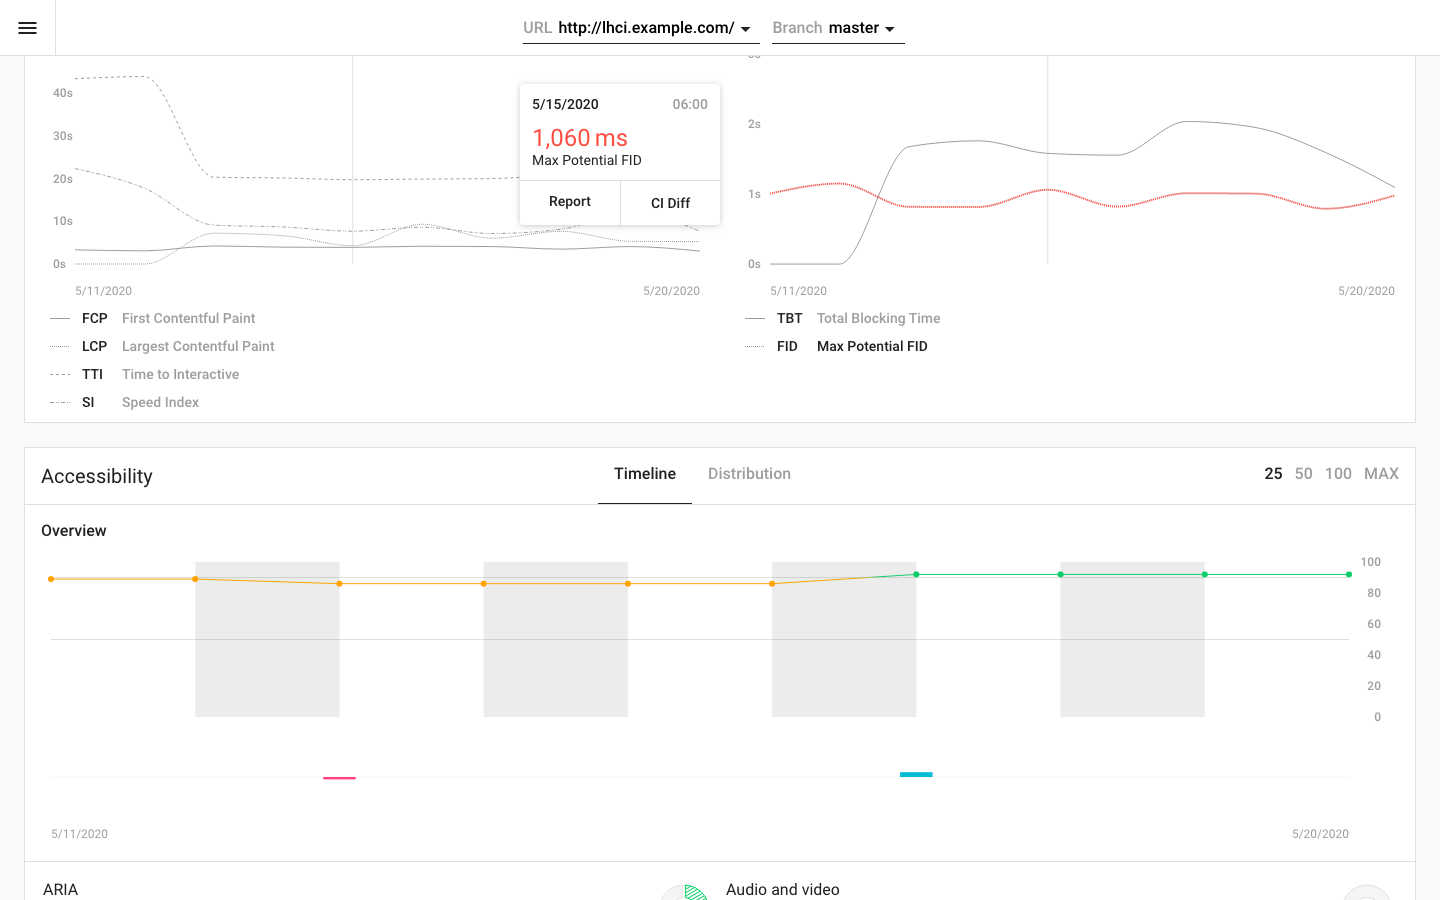 URL http://lhci.example.com/ Branch master
40s
30s
20s
10s
0s
5/11/2020 5/20/2020
5/15/2020 06:00
1,060 ms
Max Potential FID
Report CI Diff
2s
1s
0s
5/11/2020 5/20/2020
FCP First Contentful Paint
LCP Largest Contentful Paint
TTI Time to Interactive
SI Speed Index
TBT Total Blocking Time
FID Max Potential FID
Accessibility Timeline Distribution 25 50 100 MAX
Overview
100
80
60
40
20
0
5/11/2020 5/20/2020
ARIA Audio and video